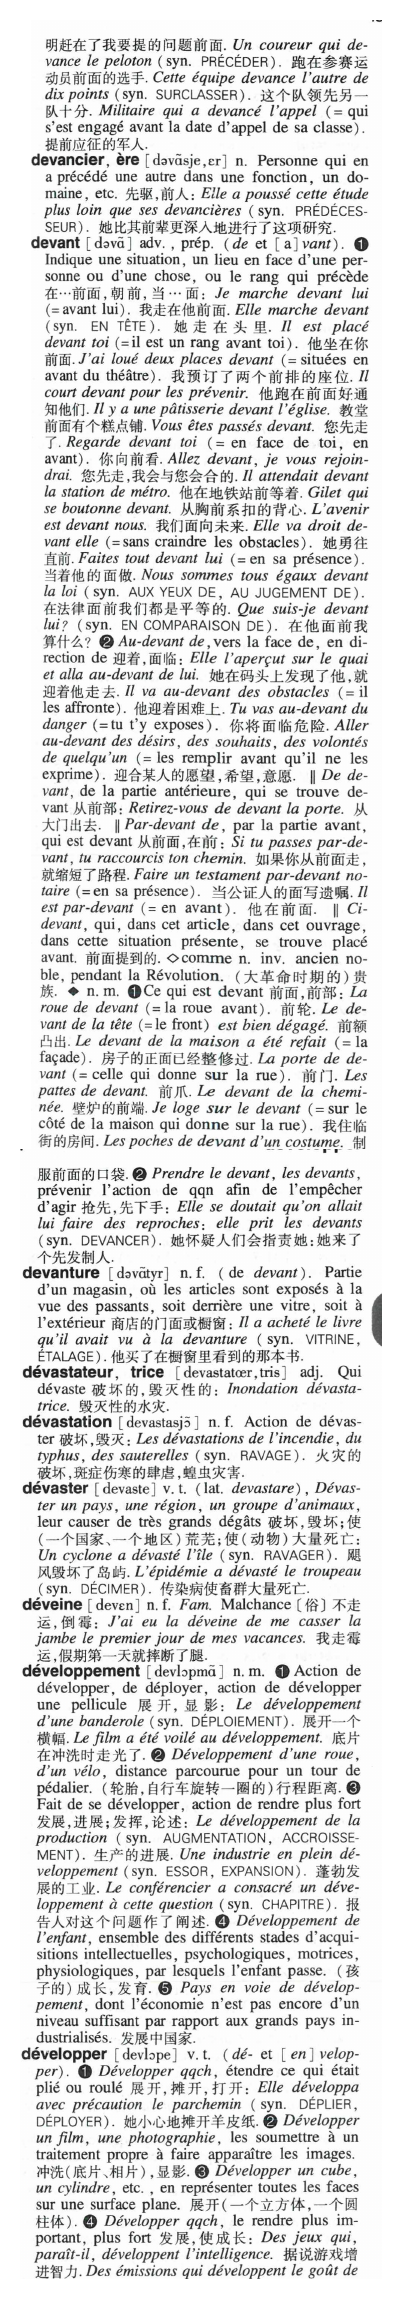 明赶在了我要提的问题前面. Un coureur qui de-
vance le peloton (syn. PRÉCÉDER). 跑在参赛运
动员前面的选手. Cette équipe devance l'autre de
dix points (syn. SURCLASSER). 这个队领先另一
队十分. Militaire qui a devancé l'appel (= qui
s'est engagé avant la date d'appel de sa classe).
提前应征的军人.
devancier, ère [dəvɑ̃sje,ɛr] n. Personne qui en
a précédé une autre dans une fonction, un do-
maine, etc. 先驱,前人: Elle a poussé cette étude
plus loin que ses devancières (syn. PRÉDÉCES-
SEUR). 她比其前辈更深入地进行了这项研究.
devant [dəvɑ̃] adv., prép. (de et [a]vant). ❶
Indique une situation, un lieu en face d'une per-
sonne ou d'une chose, ou le rang qui précède
在…前面,朝前,当…面: Je marche devant lui
(= avant lui). 我走在他前面. Elle marche devant
(syn. EN TÊTE). 她走在头里. Il est placé
devant toi (= il est un rang avant toi). 他坐在你
前面. J'ai loué deux places devant (= situées en
avant du théâtre). 我预订了两个前排的座位. Il
court devant pour les prévenir. 他跑在前面好通
知他们. Il y a une pâtisserie devant l'église. 教堂
前面有个糕点铺. Vous êtes passés devant. 您先走
了. Regarde devant toi (= en face de toi, en
avant). 你向前看. Allez devant, je vous rejoin-
drai. 您先走,我会与您会合的. Il attendait devant
la station de métro. 他在地铁站前等着. Gilet qui
se boutonne devant. 从胸前系扣的背心. L'avenir
est devant nous. 我们面向未来. Elle va droit de-
vant elle (= sans craindre les obstacles). 她勇往
直前. Faites tout devant lui (= en sa présence).
当着他的面做. Nous sommes tous égaux devant
la loi (syn. AUX YEUX DE, AU JUGEMENT DE).
在法律面前我们都是平等的. Que suis-je devant
lui? (syn. EN COMPARAISON DE). 在他面前我
算什么? ❷ Au-devant de, vers la face de, en di-
rection de 迎着,面临: Elle l'aperçut sur le quai
et alla au-devant de lui. 她在码头上发现了他,就
迎着他走去. Il va au-devant des obstacles (= il
les affronte). 他迎着困难上. Tu vas au-devant du
danger (= tu t'y exposes). 你将面临危险. Aller
au-devant des désirs, des souhaits, des volontés
de quelqu'un (= les remplir avant qu'il ne les
exprime). 迎合某人的愿望,希望,意愿. ‖ De de-
vant, de la partie antérieure, qui se trouve de-
vant 从前部: Retirez-vous de devant la porte. 从
大门出去. ‖ Par-devant de, par la partie avant,
qui est devant 从前面,在前: Si tu passes par-de-
vant, tu raccourcis ton chemin. 如果你从前面走,
就缩短了路程. Faire un testament par-devant no-
taire (= en sa présence). 当公证人的面写遗嘱. Il
est par-devant (= en avant). 他在前面. ‖ Ci-
devant, qui, dans cet article, dans cet ouvrage,
dans cette situation présente, se trouve placé
avant. 前面提到的. ◇ comme n. inv. ancien no-
ble, pendant la Révolution. (大革命时期的)贵
族. ◆ n. m. ❶ Ce qui est devant 前面,前部: La
roue de devant (= la roue avant). 前轮. Le de-
vant de la tête (= le front) est bien dégagé. 前额
凸出. Le devant de la maison a été refait (= la
façade). 房子的正面已经整修过. La porte de de-
vant (= celle qui donne sur la rue). 前门. Les
pattes de devant. 前爪. Le devant de la chemi-
née. 壁炉的前端. Je loge sur le devant (= sur le
côté de la maison qui donne sur la rue). 我住临
街的房间. Les poches de devant d'un costume. 制
服前面的口袋. ❷ Prendre le devant, les devants,
prévenir l'action de qqn afin de l'empêcher
d'agir 抢先,先下手: Elle se doutait qu'on allait
lui faire des reproches: elle prit les devants
(syn. DEVANCER). 她怀疑人们会指责她;她来了
个先发制人.
devanture [dəvɑ̃tyr] n. f. (de devant). Partie
d'un magasin, où les articles sont exposés à la
vue des passants, soit derrière une vitre, soit à
l'extérieur 商店的门面或橱窗: Il a acheté le livre
qu'il avait vu à la devanture (syn. VITRINE,
ÉTALAGE). 他买了在橱窗里看到的那本书.
dévastateur, trice [devastatœr,tris] adj. Qui
dévaste 破坏的,毁灭性的: Inondation dévasta-
trice. 毁灭性的水灾.
dévastation [devastasjɔ̃] n. f. Action de dévas-
ter 破坏,毁灭: Les dévastations de l'incendie, du
typhus, des sauterelles (syn. RAVAGE). 火灾的
破坏,斑症伤寒的肆虐,蝗虫灾害.
dévaster [devaste] v. t. (lat. devastare), Dévas-
ter un pays, une région, un groupe d'animaux,
leur causer de très grands dégâts 破坏,毁坏;使
(一个国家、一个地区)荒芜;使(动物)大量死亡:
Un cyclone a dévasté l'île (syn. RAVAGER). 飓
风毁坏了岛屿. L'épidémie a dévasté le troupeau
(syn. DÉCIMER). 传染病使畜群大量死亡.
déveine [devɛn] n. f. Fam. Malchance [俗] 不走
运,倒霉: J'ai eu la déveine de me casser la
jambe le premier jour de mes vacances. 我走霉
运,假期第一天就摔断了腿.
développement [devlɔpmɑ̃] n. m. ❶ Action de
développer, de déployer, action de développer
une pellicule 展开,显影: Le développement
d'une banderole (syn. DÉPLOIEMENT). 展开一个
横幅. Le film a été voilé au développement. 底片
在冲洗时走光了. ❷ Développement d'une roue,
d'un vélo, distance parcourue pour un tour de
pédalier. (轮胎,自行车旋转一圈的)行程距离. ❸
Fait de se développer, action de rendre plus fort
发展,进展;发挥,论述: Le développement de la
production (syn. AUGMENTATION, ACCROISSE-
MENT). 生产的进展. Une industrie en plein dé-
veloppement (syn. ESSOR, EXPANSION). 蓬勃发
展的工业. Le conférencier a consacré un déve-
loppement à cette question (syn. CHAPITRE). 报
告人对这个问题作了阐述. ❹ Développement de
l'enfant, ensemble des différents stades d'acqui-
sitions intellectuelles, psychologiques, motrices,
physiologiques, par lesquels l'enfant passe. (孩
子的)成长,发育. ❺ Pays en voie de dévelop-
pement, dont l'économie n'est pas encore d'un
niveau suffisant par rapport aux grands pays in-
dustrialisés. 发展中国家.
développer [devlɔpe] v. t. (dé- et [en]velop-
per). ❶ Développer qqch, étendre ce qui était
plié ou roulé 展开,摊开,打开: Elle développa
avec précaution le parchemin (syn. DÉPLIER,
DÉPLOYER). 她小心地摊开羊皮纸. ❷ Développer
un film, une photographie, les soumettre à un
traitement propre à faire apparaître les images.
冲洗(底片、相片),显影. ❸ Développer un cube,
un cylindre, etc., en représenter toutes les faces
sur une surface plane. 展开(一个立方体,一个圆
柱体). ❹ Développer qqch, le rendre plus im-
portant, plus fort 发展,使成长: Des jeux qui,
paraît-il, développent l'intelligence. 据说游戏增
进智力. Des émissions qui développent le goût de